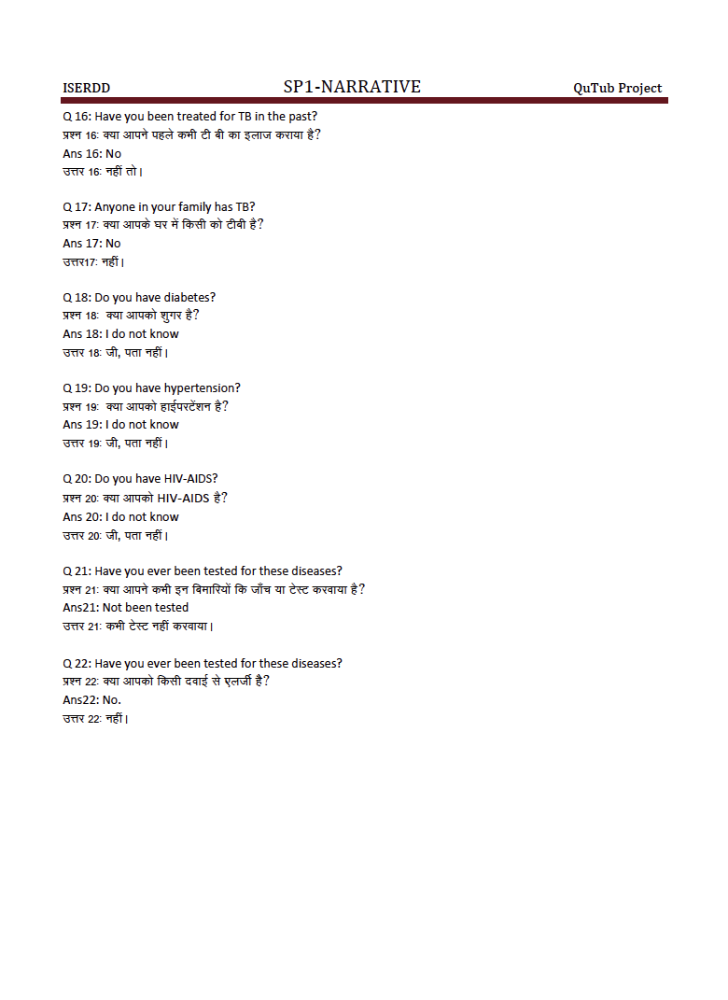 ISERDD SP1-NARRATIVE QuTub Project
Q 16: Have you been treated for TB in the past?
प्रश्न 16: क्या आपने पहले कभी टी बी का इलाज कराया है?
Ans 16: No
उत्तर 16: नहीं तो।
Q 17: Anyone in your family has TB?
प्रश्न 17: क्या आपके घर में किसी को टीबी है?
Ans 17: No
उत्तर17: नहीं।
Q 18: Do you have diabetes?
प्रश्न 18: क्या आपको शुगर है?
Ans 18: I do not know
उत्तर 18: जी, पता नहीं।
Q 19: Do you have hypertension?
प्रश्न 19: क्या आपको हाईपरटेंशन है?
Ans 19: I do not know
उत्तर 19: जी, पता नहीं।
Q 20: Do you have HIV-AIDS?
प्रश्न 20: क्या आपको HIV-AIDS है?
Ans 20: I do not know
उत्तर 20: जी, पता नहीं।
Q 21: Have you ever been tested for these diseases?
प्रश्न 21: क्या आपने कभी इन बिमारियों कि जाँच या टेस्ट करवाया है?
Ans21: Not been tested
उत्तर 21: कभी टेस्ट नहीं करवाया।
Q 22: Have you ever been tested for these diseases?
प्रश्न 22: क्या आपको किसी दवाई से एलर्जी है?
Ans22: No.
उत्तर 22: नहीं।